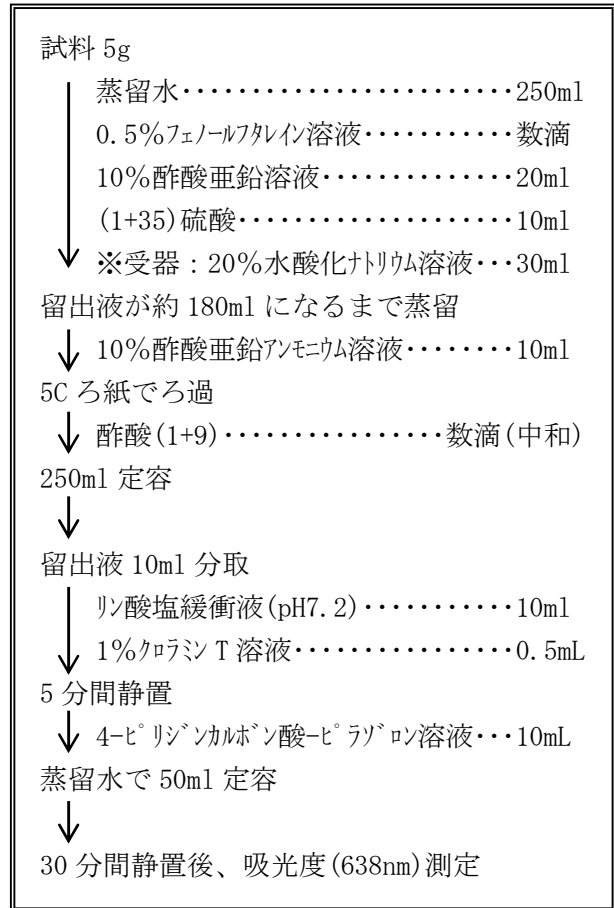 試料 5g
蒸留水・・・・・・・・・・・・・・・・・・・・・・・・250ml
0.5%ﾌｪﾉｰﾙﾌﾀﾚｲﾝ溶液・・・・・・・・・・・数滴
10%酢酸亜鉛溶液・・・・・・・・・・・・・・20ml
(1+35)硫酸・・・・・・・・・・・・・・・・・・10ml
※受器：20%水酸化ﾅﾄﾘｳﾑ溶液・・・30ml
留出液が約 180ml になるまで蒸留
10%酢酸亜鉛ｱﾝﾓﾆｳﾑ溶液・・・・・・・・10ml
5C ろ紙でろ過
酢酸(1+9)・・・・・・・・・・・・・・・・数滴(中和)
250ml 定容
留出液 10ml 分取
ﾘﾝ酸塩緩衝液(pH7.2)・・・・・・・・・・・10ml
1%ｸﾛﾗﾐﾝ T 溶液・・・・・・・・・・・・・・・・0.5mL
5 分間静置
4-ﾋﾟﾘｼﾞﾝｶﾙﾎﾞﾝ酸-ﾋﾟﾗｿﾞﾛﾝ溶液・・・10mL
蒸留水で 50ml 定容
30 分間静置後、吸光度(638nm)測定